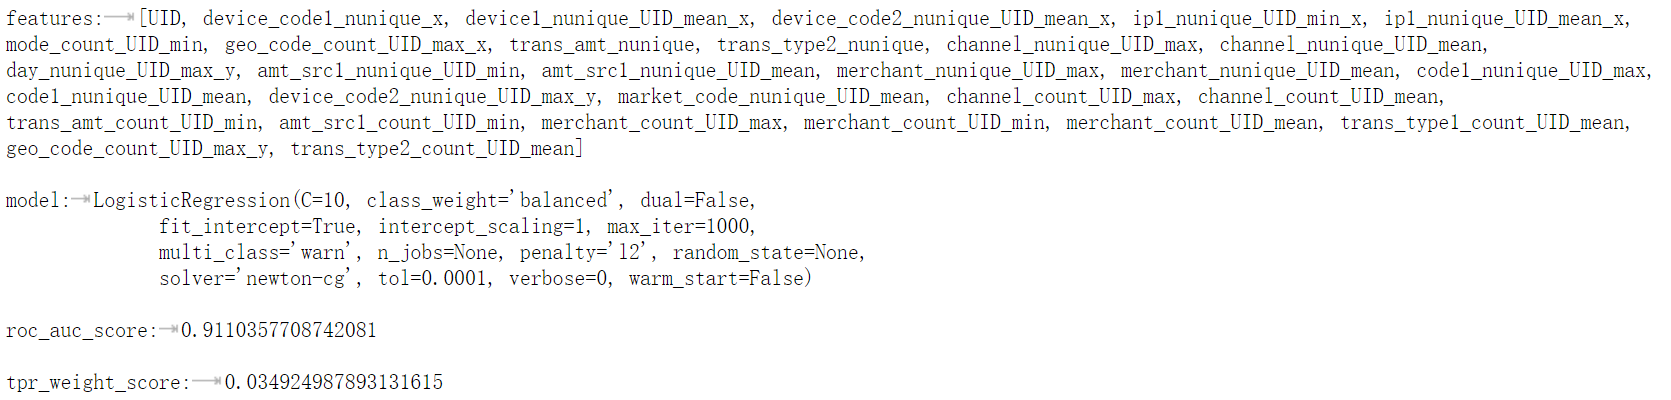 features: [UID, device_code1_nunique_x, device1_nunique_UID_mean_x, device_code2_nunique_UID_mean_x, ip1_nunique_UID_min_x, ip1_nunique_UID_mean_x,
mode_count_UID_min, geo_code_count_UID_max_x, trans_amt_nunique, trans_type2_nunique, channel_nunique_UID_max, channel_nunique_UID_mean,
day_nunique_UID_max_y, amt_src1_nunique_UID_min, amt_src1_nunique_UID_mean, merchant_nunique_UID_max, merchant_nunique_UID_mean, code1_nunique_UID_max,
code1_nunique_UID_mean, device_code2_nunique_UID_max_y, market_code_nunique_UID_mean, channel_count_UID_max, channel_count_UID_mean,
trans_amt_count_UID_min, amt_src1_count_UID_min, merchant_count_UID_max, merchant_count_UID_min, merchant_count_UID_mean, trans_type1_count_UID_mean,
geo_code_count_UID_max_y, trans_type2_count_UID_mean]
model: LogisticRegression(C=10, class_weight='balanced', dual=False,
fit_intercept=True, intercept_scaling=1, max_iter=1000,
multi_class='warn', n_jobs=None, penalty='l2', random_state=None,
solver='newton-cg', tol=0.0001, verbose=0, warm_start=False)
roc_auc_score: 0.9110357708742081
tpr_weight_score: 0.034924987893131615